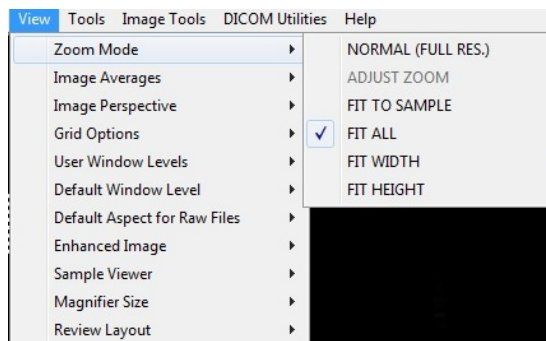 View Tools Image Tools DICOM Utilities Help
Zoom Mode
Image Averages
Image Perspective
Grid Options
User Window Levels
Default Window Level
Default Aspect for Raw Files
Enhanced Image
Sample Viewer
Magnifier Size
Review Layout
NORMAL (FULL RES.)
ADJUST ZOOM
FIT TO SAMPLE
FIT ALL
FIT WIDTH
FIT HEIGHT